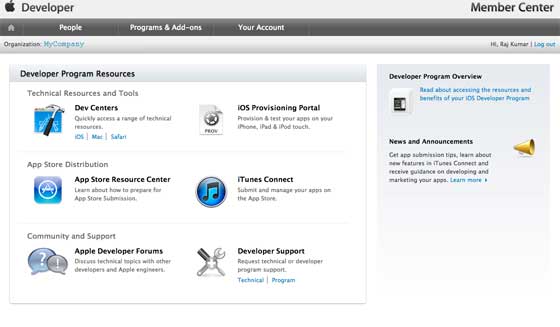 Developer
Member Center
People
Programs & Add-ons
Your Account
Organization: MyCompany
Hi, Raj Kumar | Log out
Developer Program Resources
Technical Resources and Tools
Dev Centers
Quickly access a range of technical
resources.
iOS | Mac | Safari
PROV
iOS Provisioning Portal
Provision & test your apps on your
iPhone, iPad & iPod touch.
App Store Distribution
App Store Resource Center
Learn about how to prepare for
App Store Submission.
iTunes Connect
Submit and manage your apps on
the App Store.
Community and Support
Apple Developer Forums
Discuss technical topics with other
developers and Apple engineers.
Developer Support
Request technical or developer
program support.
Technical | Program
Developer Program Overview
Read about accessing the resources and
benefits of your iOS Developer Program
News and Announcements
Get app submission tips, learn about
new features in iTunes Connect and
receive guidance on developing and
marketing your apps. Learn more